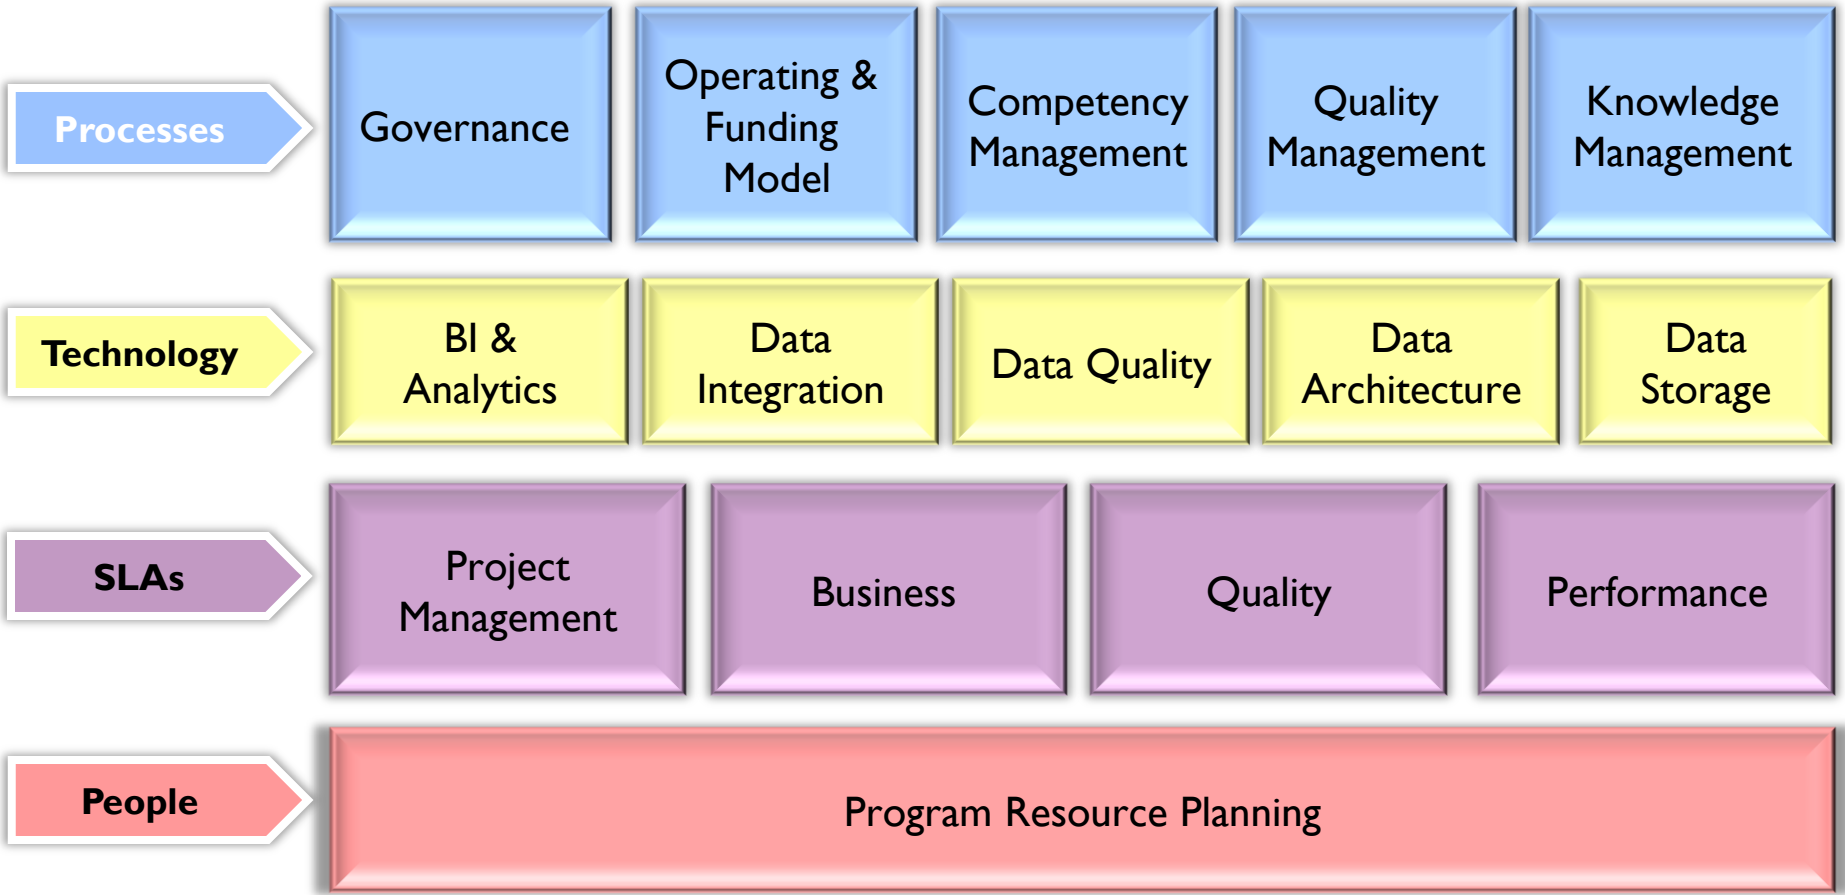 Processes
Governance
Operating &
Funding
Model
Competency
Management
Quality
Management
Knowledge
Management
Technology
BI &
Analytics
Data
Integration
Data Quality
Data
Architecture
Data
Storage
SLAs
Project
Management
Business
Quality
Performance
People
Program Resource Planning